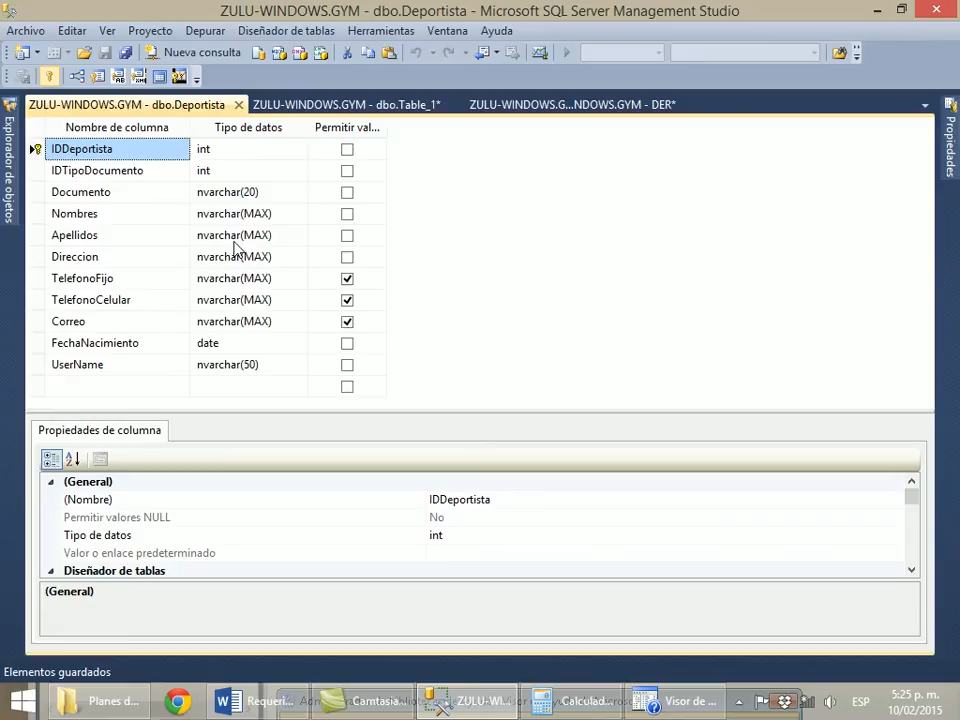 ZULU-WINDOWS.GYM - dbo.Deportista - Microsoft SQL Server Management Studio
Archivo Editar Ver Proyecto Depurar Diseñador de tablas Herramientas Ventana Ayuda
Nueva consulta
ZULU-WINDOWS.GYM - dbo.Deportista ZULU-WINDOWS.GYM - dbo.Table_1* ZULU-WINDOWS.G...NDOWS.GYM - DER*
Explorador de objetos
Propiedades
Nombre de columna Tipo de datos Permitir val...
IDDeportista int
IDTipoDocumento int
Documento nvarchar(20)
Nombres nvarchar(MAX)
Apellidos nvarchar(MAX)
Direccion nvarchar(MAX)
TelefonoFijo nvarchar(MAX)
TelefonoCelular nvarchar(MAX)
Correo nvarchar(MAX)
FechaNacimiento date
UserName nvarchar(50)
Propiedades de columna
(General)
(Nombre) IDDeportista
Permitir valores NULL No
Tipo de datos int
Valor o enlace predeterminado
Diseñador de tablas
(General)
Elementos guardados
Planes d... Requeri... Camtasia... ZULU-WI... Calculad... Visor de ... ESP
5:25 p. m.
10/02/2015